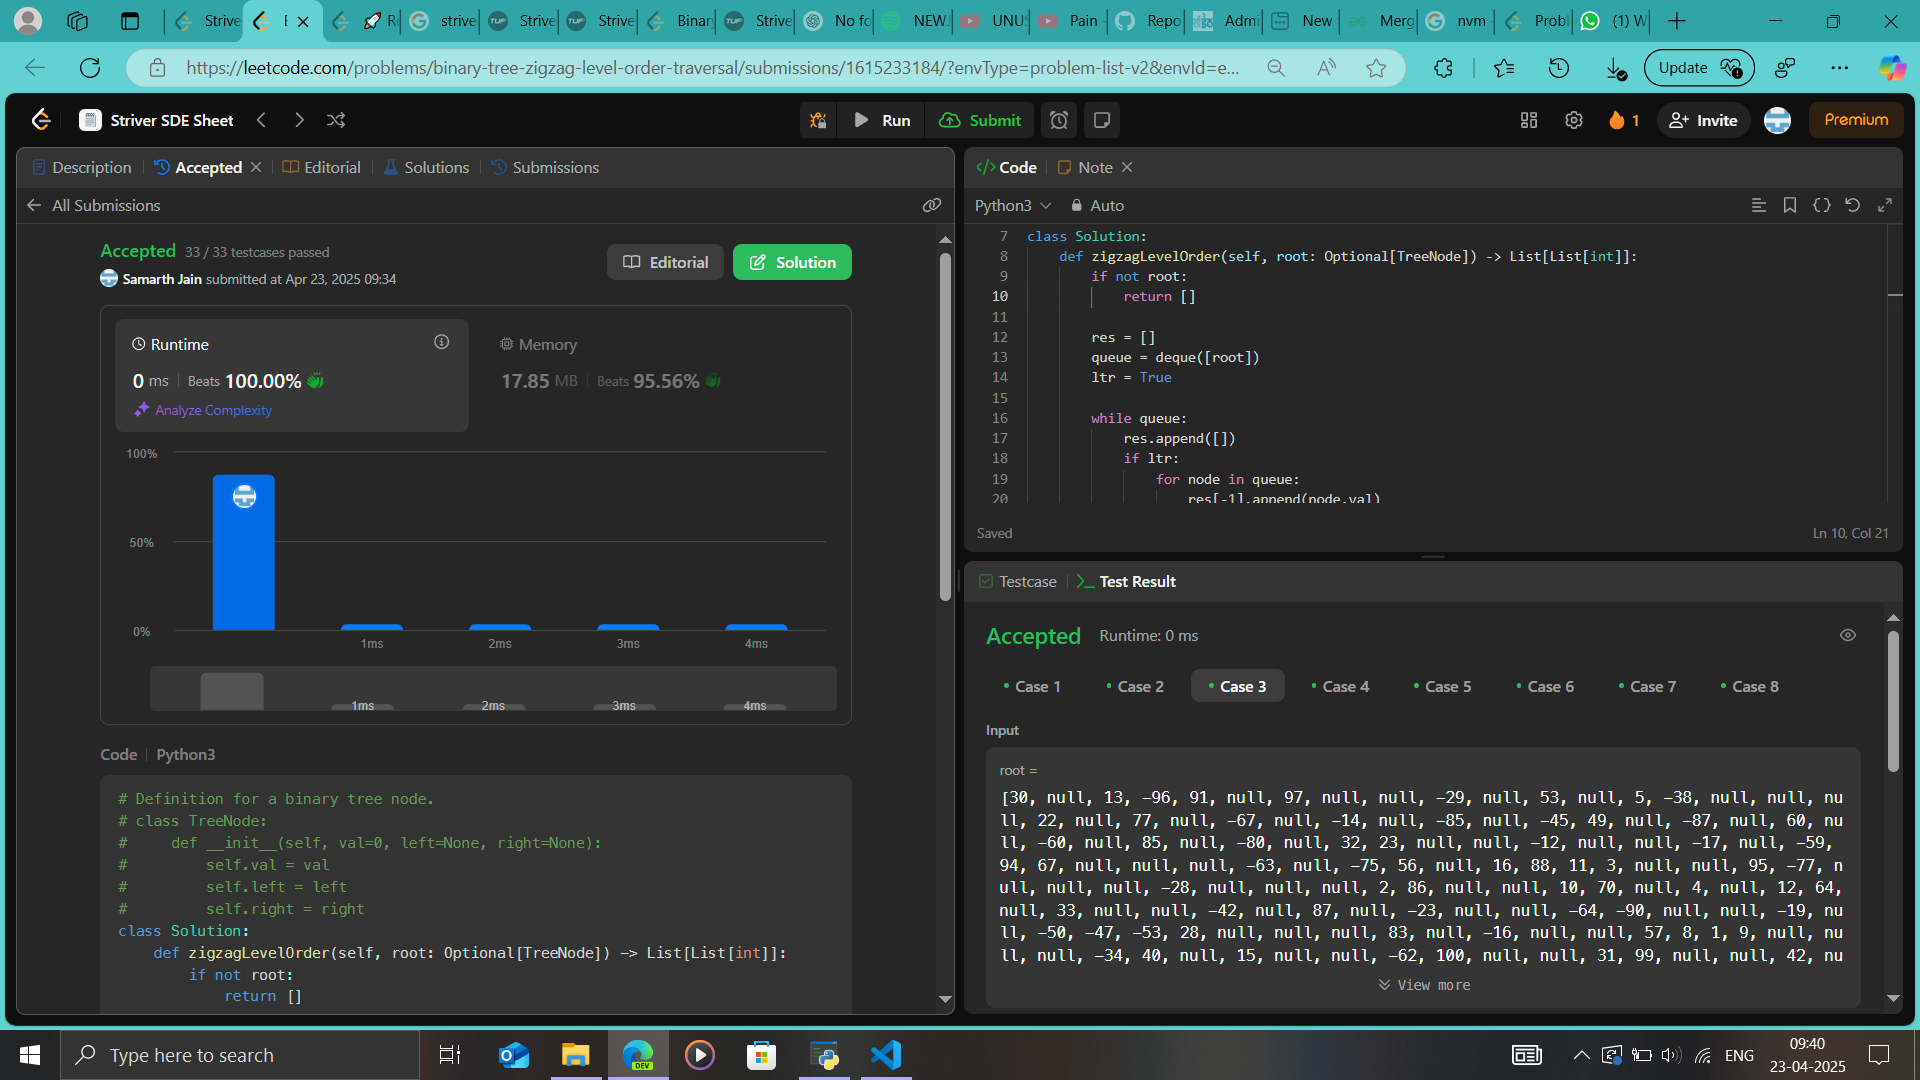 Strive
E
R
strive
Strive
Strive
Binary
Strive
No fo
NEWJ
UNU
Pain
Repo
Admi
New
Merg
nvm
Probl
(1) W
https://leetcode.com/problems/binary-tree-zigzag-level-order-traversal/submissions/1615233184/?envType=problem-list-v2&envId=e...
Update
Striver SDE Sheet
Run
Submit
1
Invite
Premium
Description
Accepted
Editorial
Solutions
Submissions
All Submissions
Accepted 33 / 33 testcases passed
Samarth Jain submitted at Apr 23, 2025 09:34
Editorial
Solution
Runtime
0 ms Beats 100.00%
Analyze Complexity
Memory
17.85 MB Beats 95.56%
100%
50%
0%
1ms 2ms 3ms 4ms
1ms 2ms 3ms 4ms
Code Python3
# Definition for a binary tree node.
# class TreeNode:
#     def __init__(self, val=0, left=None, right=None):
#         self.val = val
#         self.left = left
#         self.right = right
class Solution:
    def zigzagLevelOrder(self, root: Optional[TreeNode]) -> List[List[int]]:
        if not root:
            return []
Code
Note
Python3
Auto
7 class Solution:
8     def zigzagLevelOrder(self, root: Optional[TreeNode]) -> List[List[int]]:
9         if not root:
10             return []
11
12         res = []
13         queue = deque([root])
14         ltr = True
15
16         while queue:
17             res.append([])
18             if ltr:
19                 for node in queue:
20                     res[-1].append(node.val)
Saved
Ln 10, Col 21
Testcase
Test Result
Accepted Runtime: 0 ms
Case 1 Case 2 Case 3 Case 4 Case 5 Case 6 Case 7 Case 8
Input
root =
[30, null, 13, −96, 91, null, 97, null, null, −29, null, 53, null, 5, −38, null, null, nu
ll, 22, null, 77, null, −67, null, −14, null, −85, null, −45, 49, null, −87, null, 60, nu
ll, −60, null, 85, null, −80, null, 32, 23, null, null, −12, null, null, −17, null, −59,
94, 67, null, null, null, −63, null, −75, 56, null, 16, 88, 11, 3, null, null, 95, −77, n
ull, null, null, −28, null, null, null, 2, 86, null, null, 10, 70, null, 4, null, 12, 64,
null, 33, null, null, −42, null, 87, null, −23, null, null, −64, −90, null, null, −19, nu
ll, −50, −47, −53, 28, null, null, null, 83, null, −16, null, null, 57, 8, 1, 9, null, nu
ll, null, −34, 40, null, 15, null, null, −62, 100, null, null, 31, 99, null, null, 42, nu
View more
Type here to search
DEV
ENG
09:40
23-04-2025